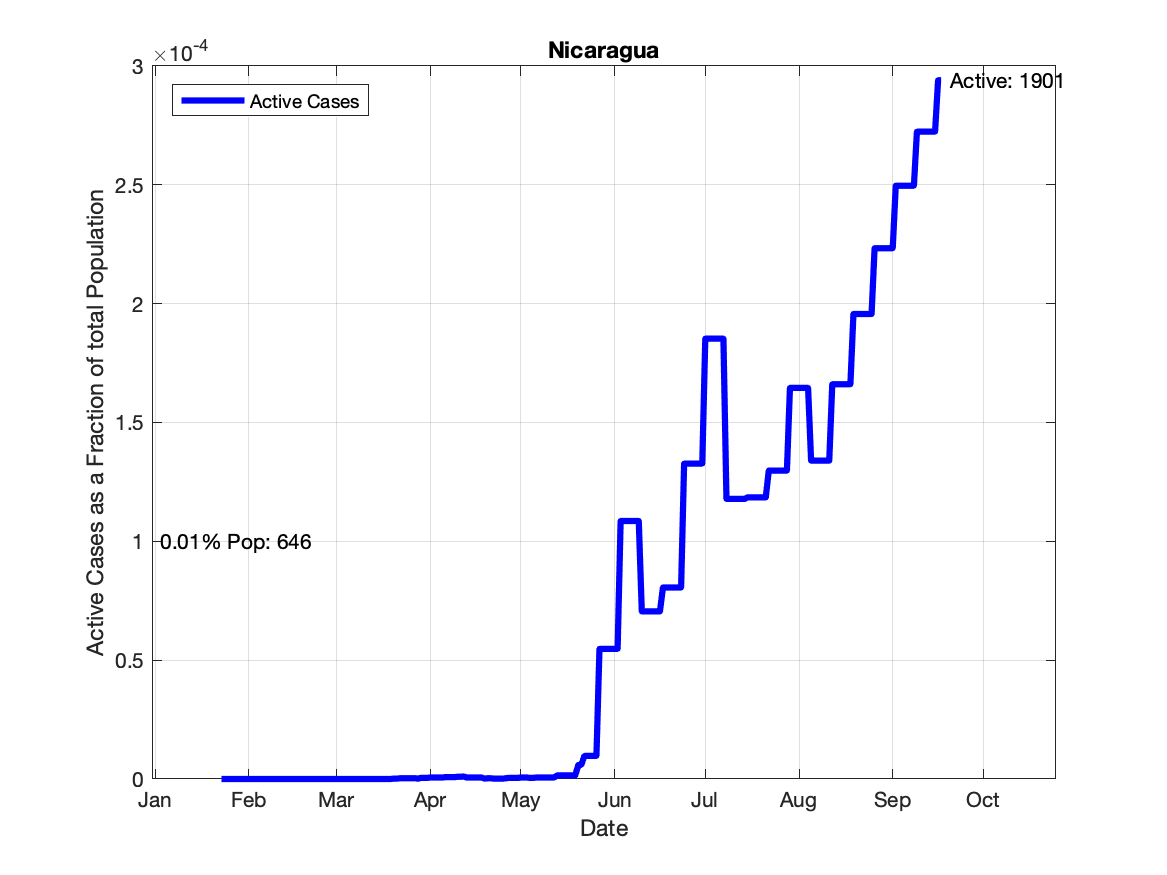 Nicaragua
×10-4
3
2.5
2
1.5
1
0.5
0
Active Cases as a Fraction of total Population
Active Cases
Active: 1901
0.01% Pop: 646
Jan Feb Mar Apr May Jun Jul Aug Sep Oct
Date